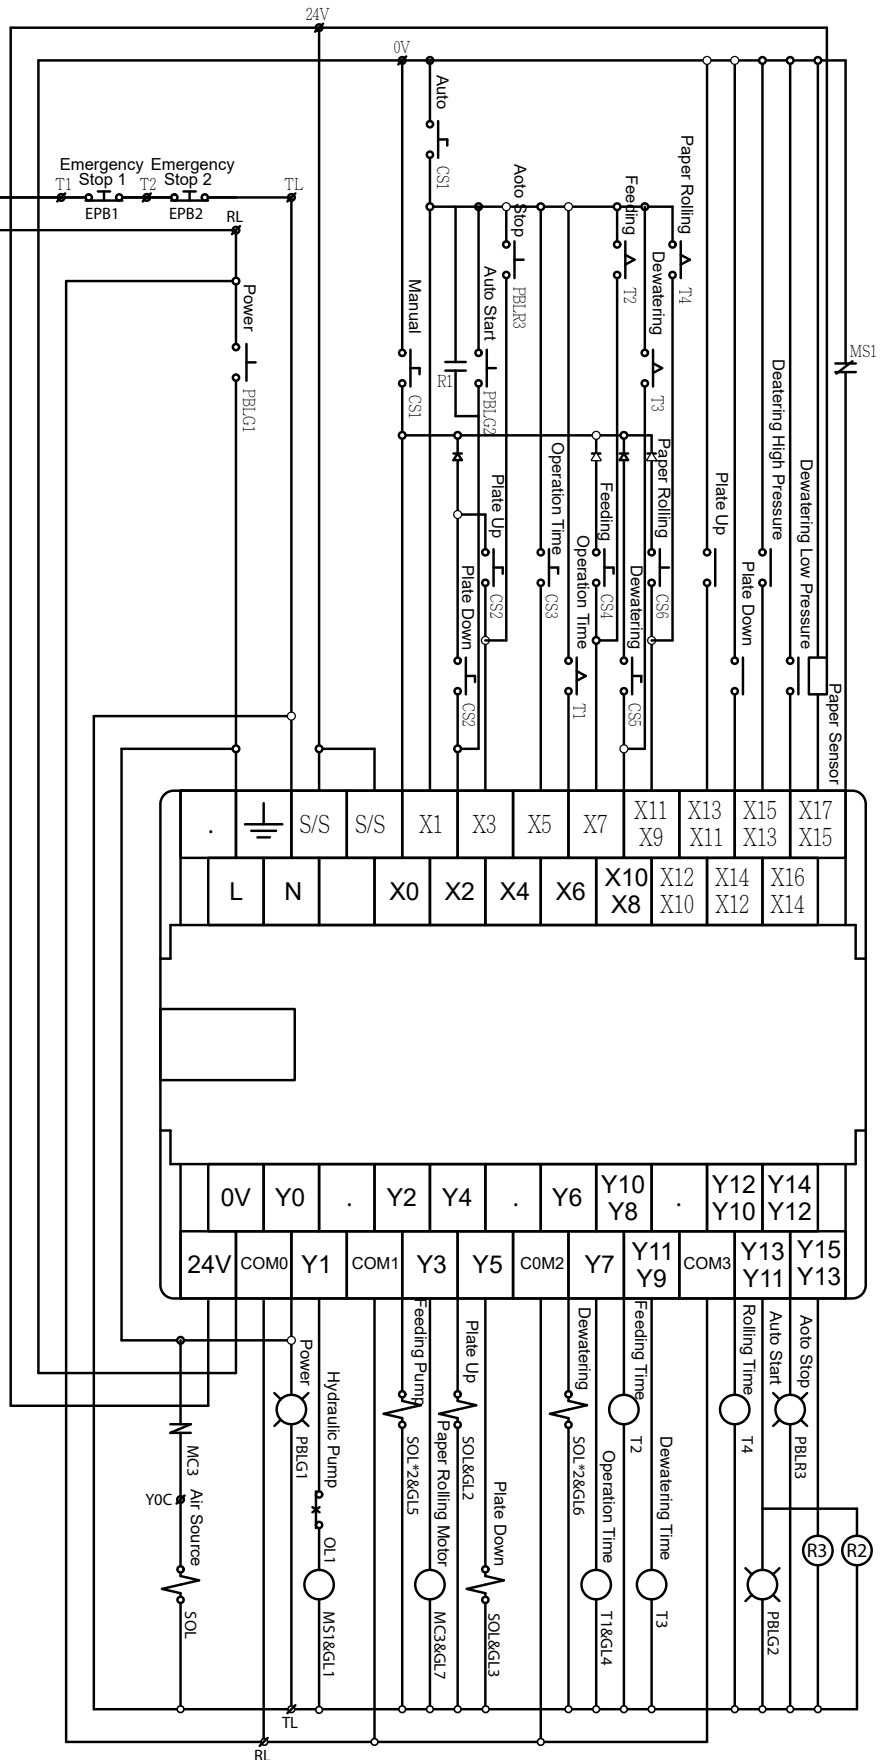 24V
0V
Auto
CS1
Emergency
Stop 1
T1
EPB1
Emergency
Stop 2
T2
EPB2
TL
RL
Power
PBLG1
Manual
CS1
R1
Auto Start
PBLG2
Aoto Stop
PBLR3
Feeding
T2
Dewatering
T3
Paper Rolling
T4
MS1
Plate Up
CS2
Plate Down
CS2
Operation Time
CS3
Operation Time
T1
Feeding
CS4
Dewatering
CS5
Paper Rolling
CS6
Plate Up
Plate Down
Deatering High Pressure
Dewatering Low Pressure
Paper Sensor
.
S/S
S/S
X1
X3
X5
X7
X11
X9
X13
X11
X15
X13
X17
X15
L
N
X0
X2
X4
X6
X10
X8
X12
X10
X14
X12
X16
X14
0V
Y0
.
Y2
Y4
.
Y6
Y10
Y8
.
Y12
Y10
Y14
Y12
24V
COM0
Y1
COM1
Y3
Y5
C0M2
Y7
Y11
Y9
COM3
Y13
Y11
Y15
Y13
MC3
Y0C
Air Source
SOL
Power
PBLG1
Hydraulic Pump
OL1
MS1&GL1
Feeding Pump
SOL*2&GL5
Paper Rolling Motor
MC3&GL7
Plate Up
SOL&GL2
Plate Down
SOL&GL3
Dewatering
SOL*2&GL6
Operation Time
T1&GL4
Feeding Time
T2
Dewatering Time
T3
Rolling Time
T4
Auto Start
PBLG2
Aoto Stop
PBLR3
R3
R2
TL
RL